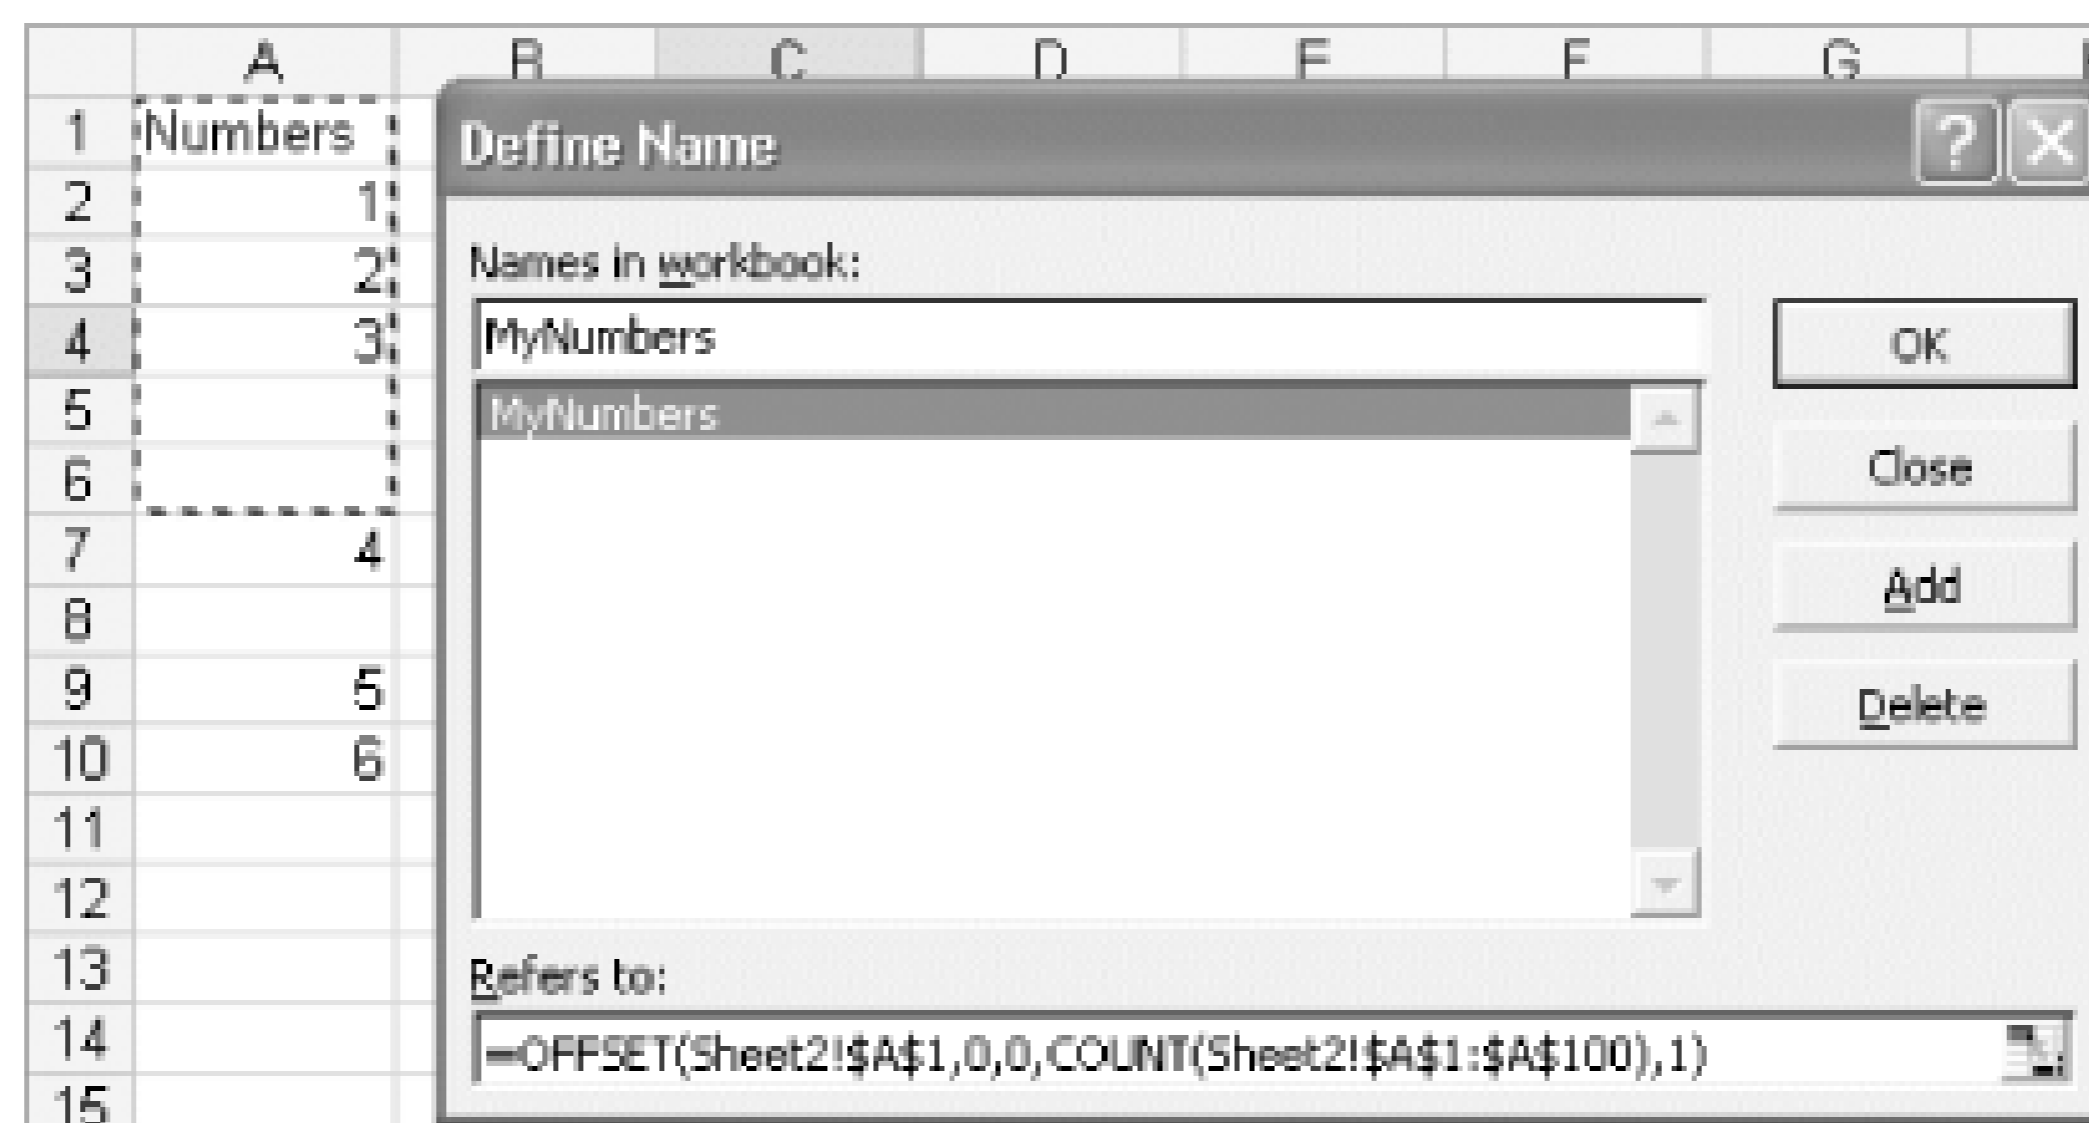 A B C D E F G
1 Numbers
2 1
3 2
4 3
5
6
7 4
8
9 5
10 6
11
12
13
14
15
Define Name
? X
Names in workbook:
MyNumbers
MyNumbers
OK
Close
Add
Delete
Refers to:
=OFFSET(Sheet2!$A$1,0,0,COUNT(Sheet2!$A$1:$A$100),1)